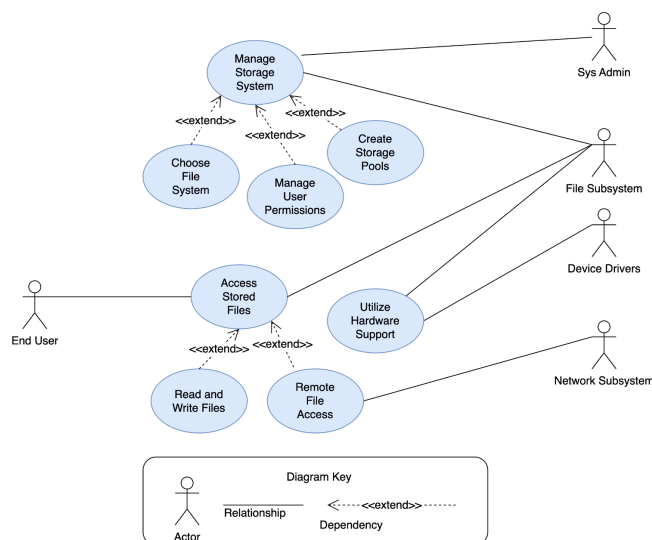 Manage
Storage
System
Sys Admin
<<extend>>
<<extend>>
<<extend>>
Choose
File
System
Manage
User
Permissions
Create
Storage
Pools
File Subsystem
Device Drivers
Access
Stored
Files
End User
Utilize
Hardware
Support
<<extend>>
<<extend>>
Read and
Write Files
Remote
File
Access
Network Subsystem
Diagram Key
Actor
Relationship
<<extend>>
Dependency